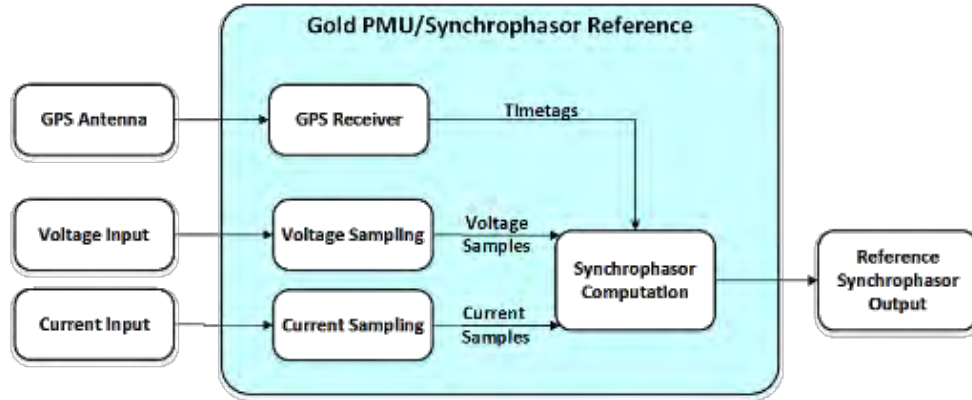 Gold PMU/Synchrophasor Reference
GPS Antenna
GPS Receiver
Timetags
Voltage Input
Voltage Sampling
Voltage
Samples
Synchrophasor
Computation
Reference
Synchrophasor
Output
Current Input
Current Sampling
Current
Samples